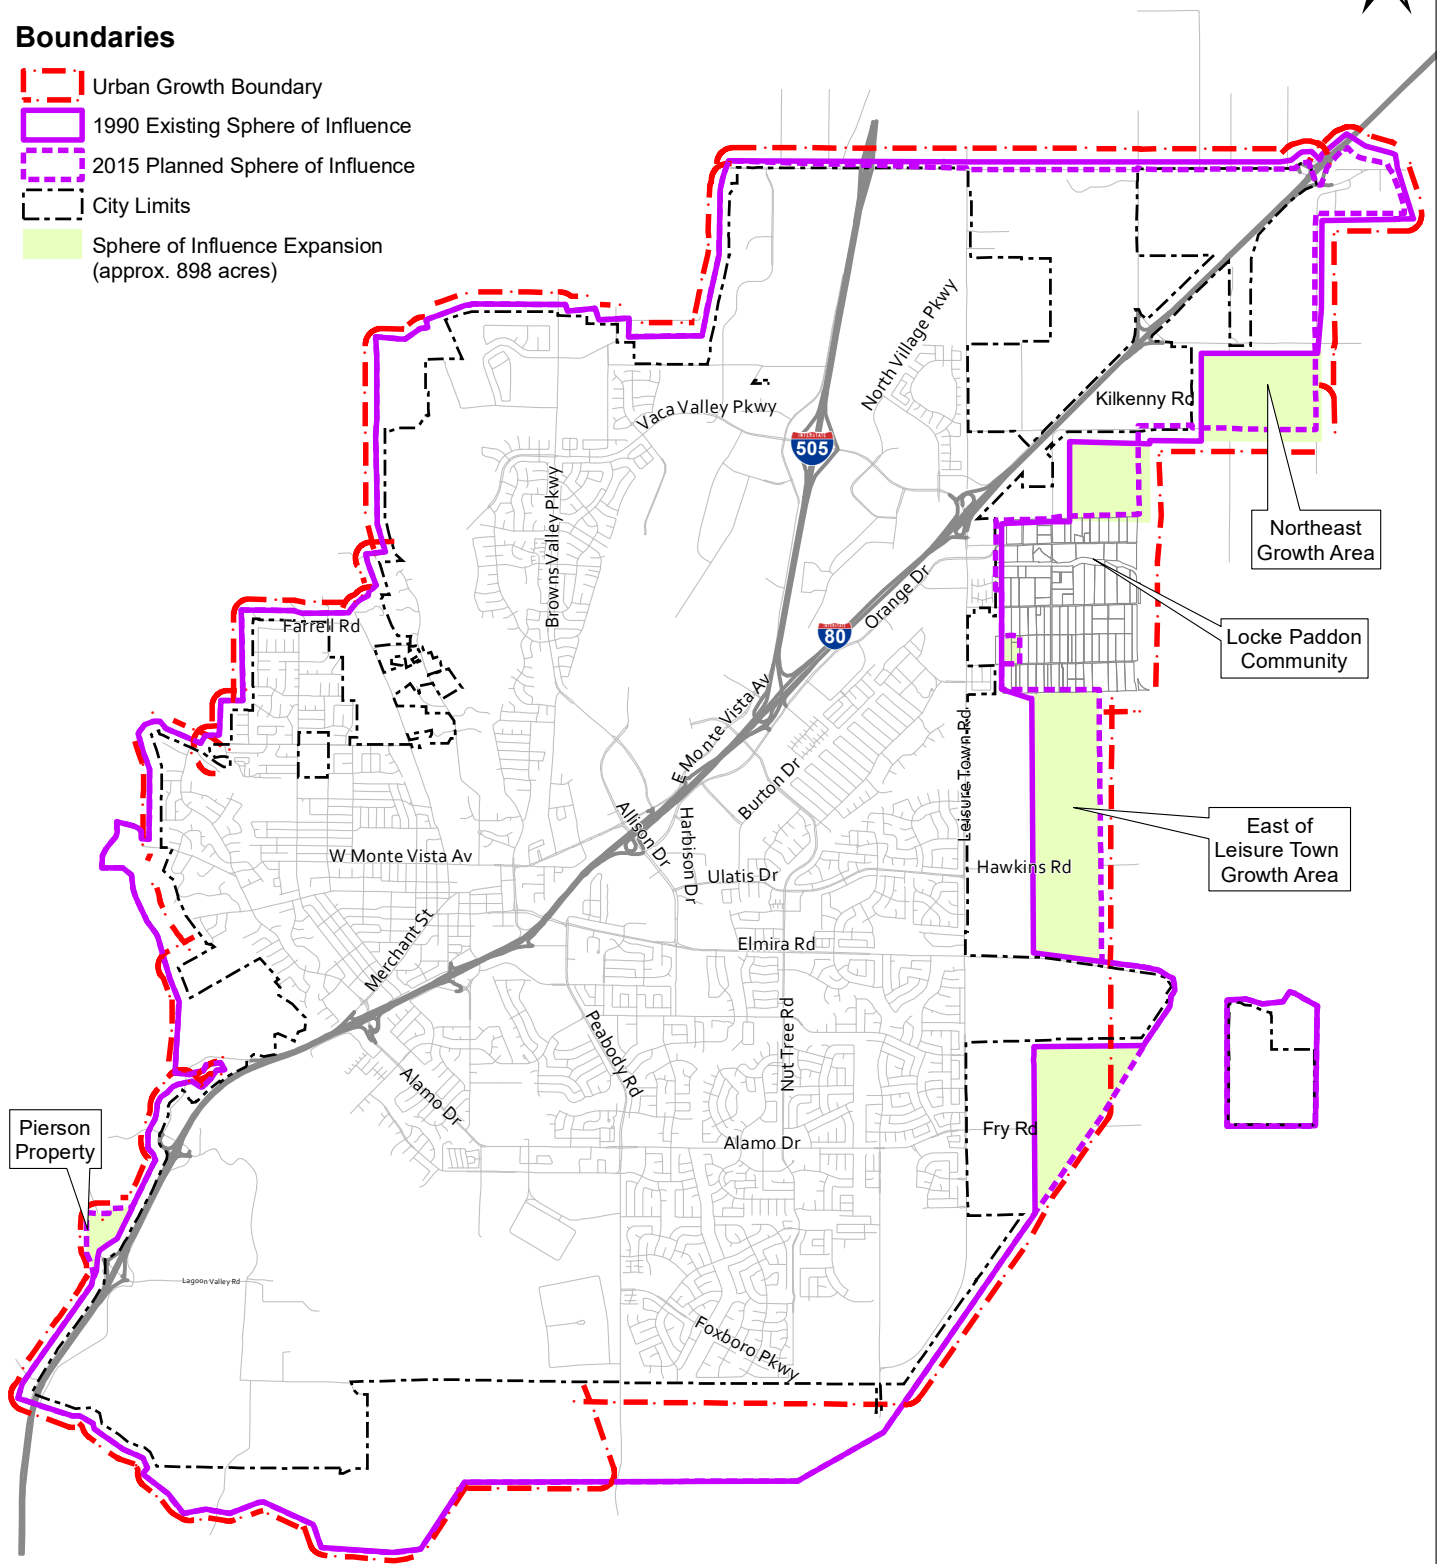 Boundaries
Urban Growth Boundary
1990 Existing Sphere of Influence
2015 Planned Sphere of Influence
City Limits
Sphere of Influence Expansion
(approx. 898 acres)
North Village Pkwy
Kilkenny Rd
Vaca Valley Pkwy
INTERSTATE
505
Browns Valley Pkwy
Northeast
Growth Area
Orange Dr
INTERSTATE
80
Farrell Rd
Locke Paddon
Community
E Monte Vista Av
Leisure Town Rd
Burton Dr
Allison Dr
Harbison Dr
East of
Leisure Town
Growth Area
W Monte Vista Av
Hawkins Rd
Ulatis Dr
Merchant St
Elmira Rd
Nut Tree Rd
Peabody Rd
Alamo Dr
Pierson
Property
Fry Rd
Alamo Dr
Lagoon Valley Rd
Foxboro Pkwy